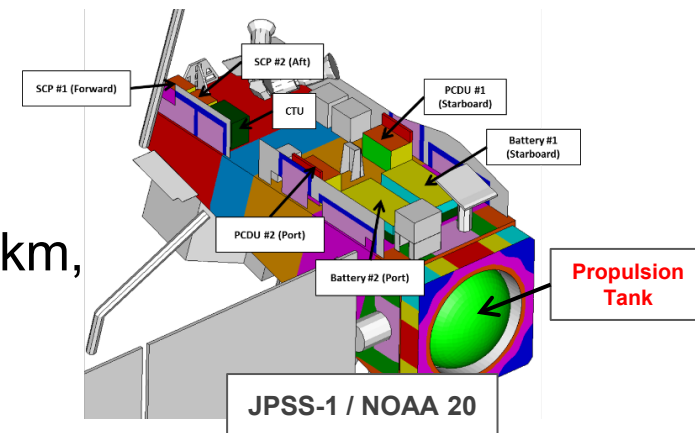 SCP #2 (Aft)
SCP #1 (Forward)
PCDU #1
(Starboard)
CTU
Battery #1
(Starboard)
PCDU #2 (Port)
km,
Battery #2 (Port)
Propulsion
Tank
JPSS-1 / NOAA 20